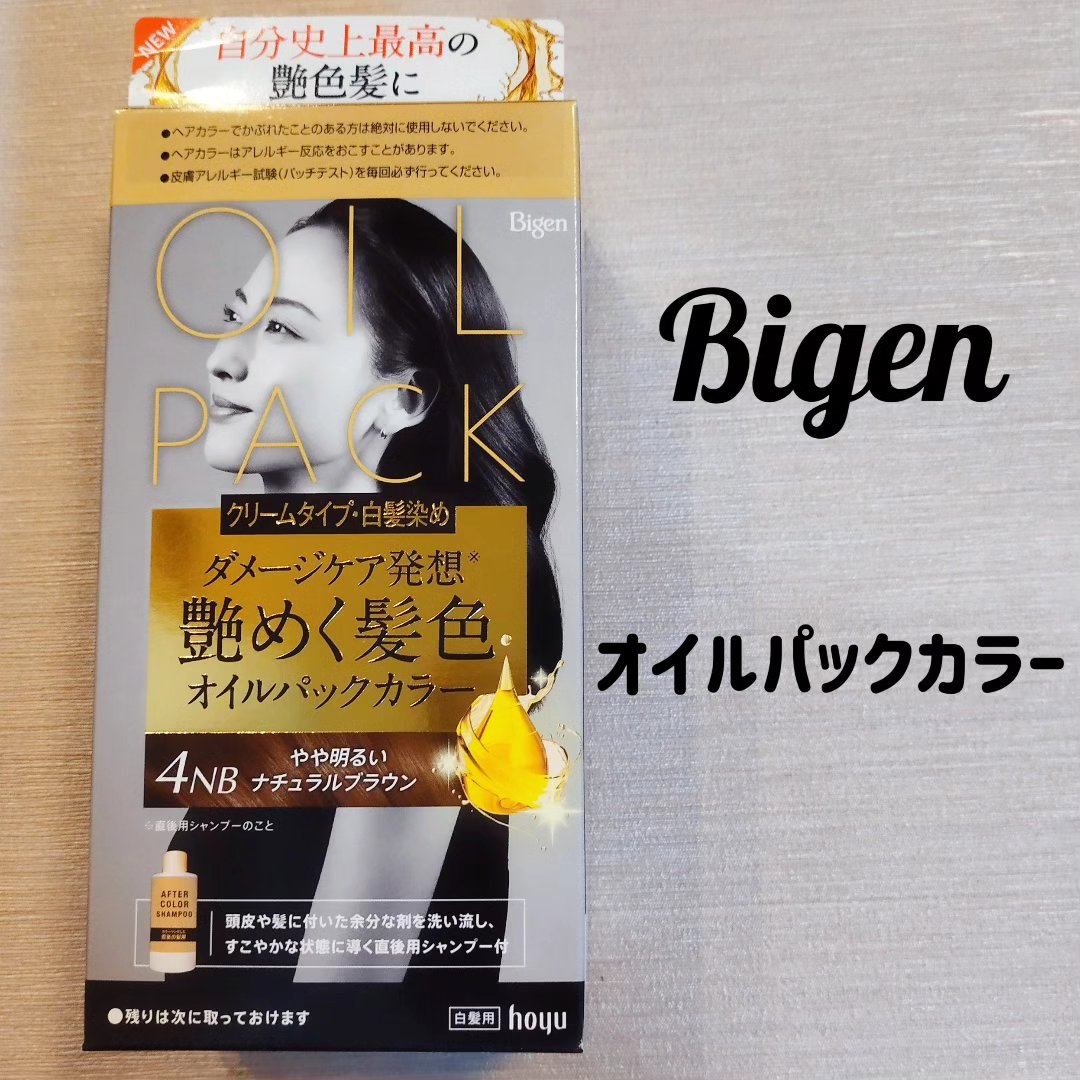 NEW
自分史上最高の
艶色髪に
●ヘアカラーでかぶれたことのある方は絶対に使用しないでください。
●ヘアカラーはアレルギー反応をおこすことがあります。
●皮膚アレルギー試験(パッチテスト)を毎回必ず行ってください。
Bigen
OIL
PACK
クリームタイプ・白髪染め
ダメージケア発想※
艶めく髪色
オイルパックカラー
4NB
やや明るい
ナチュラルブラウン
※直後用シャンプーのこと
AFTER
COLOR
SHAMPOO
頭皮や髪に付いた余分な剤を洗い流し、
すこやかな状態に導く直後用シャンプー付
●残りは次に取っておけます
白髪用 hoyu
Bigen
オイルパックカラー